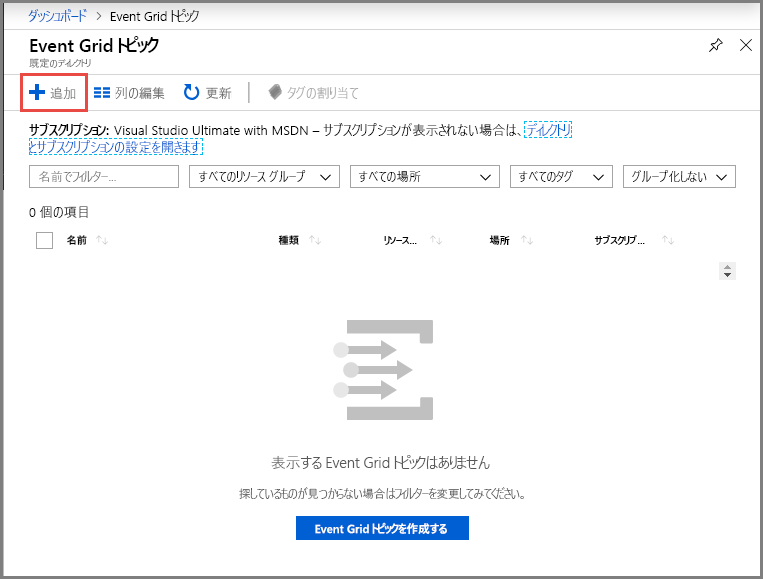 ダッシュボード > Event Grid トピック
Event Grid トピック
既定のディレクトリ
追加 列の編集 更新 タグの割り当て
サブスクリプション: Visual Studio Ultimate with MSDN – サブスクリプションが表示されない場合は、ディレクトリ
とサブスクリプションの設定を開きます
名前でフィルター... すべてのリソース グループ すべての場所 すべてのタグ グループ化しない
0 個の項目
名前 種類 リソース... 場所 サブスクリプ...
表示する Event Grid トピックはありません
探しているものが見つからない場合はフィルターを変更してみてください。
Event Grid トピックを作成する